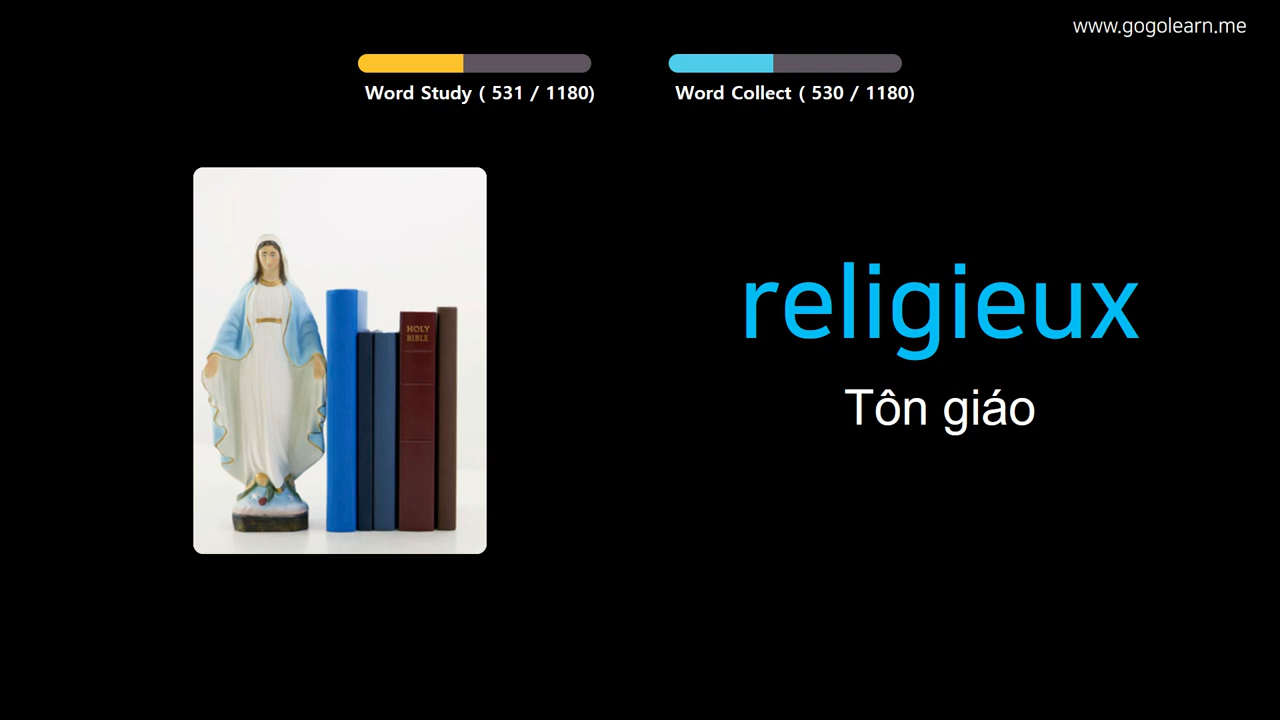 www.gogolearn.me
Word Study ( 531 / 1180)
Word Collect ( 530 / 1180)
HOLY
BIBLE
religieux
Tôn giáo